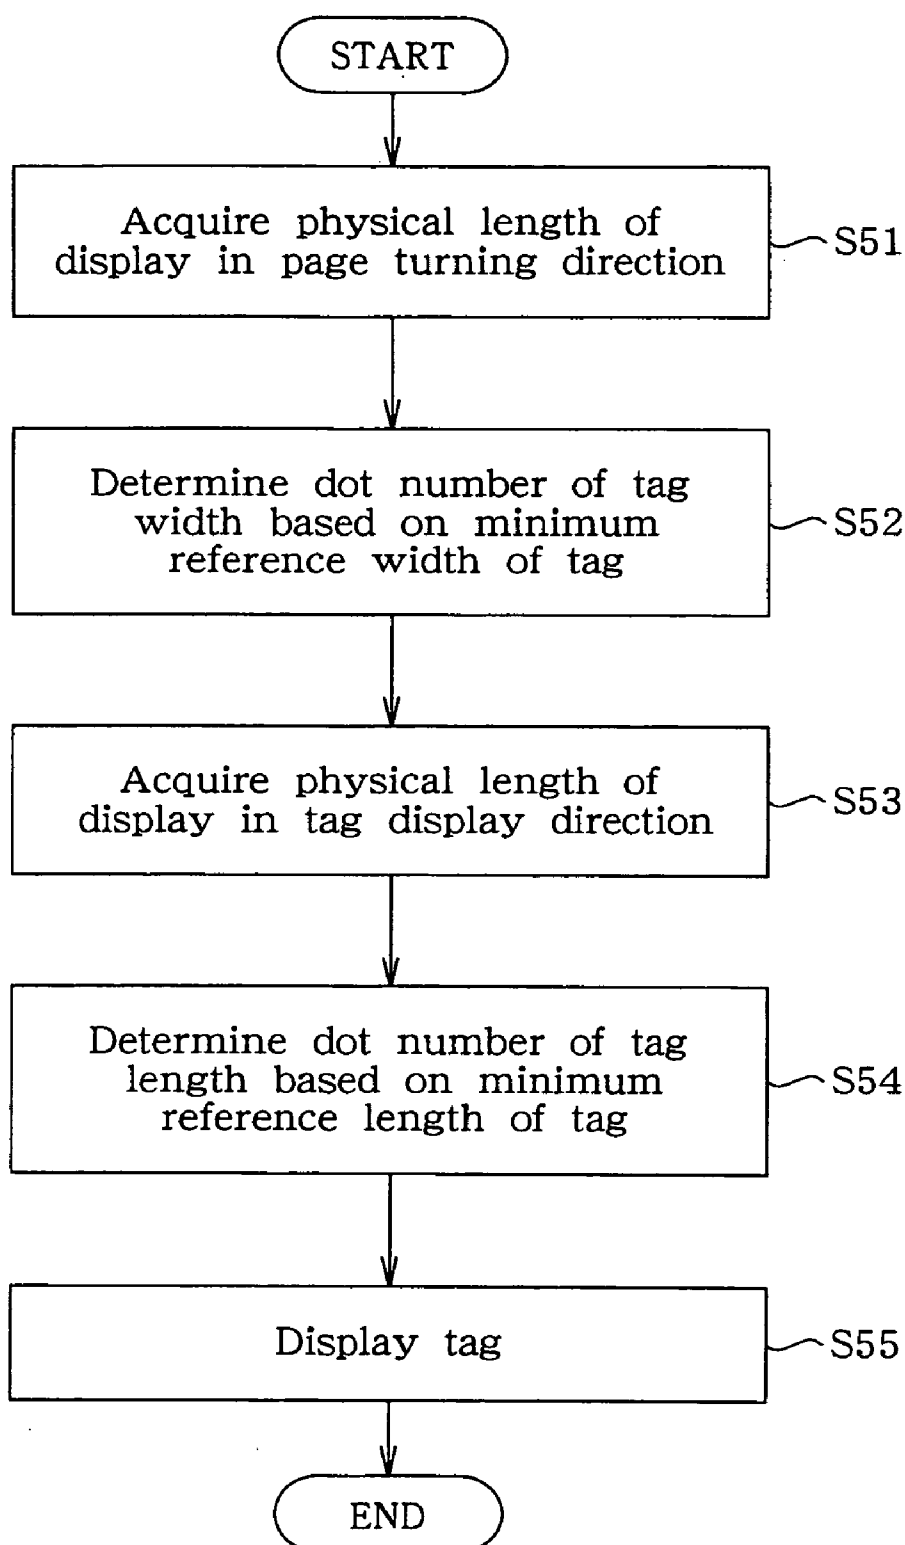 START
Acquire physical length of
display in page turning direction
S51
Determine dot number of tag
width based on minimum
reference width of tag
S52
Acquire physical length of
display in tag display direction
S53
Determine dot number of tag
length based on minimum
reference length of tag
S54
Display tag
S55
END